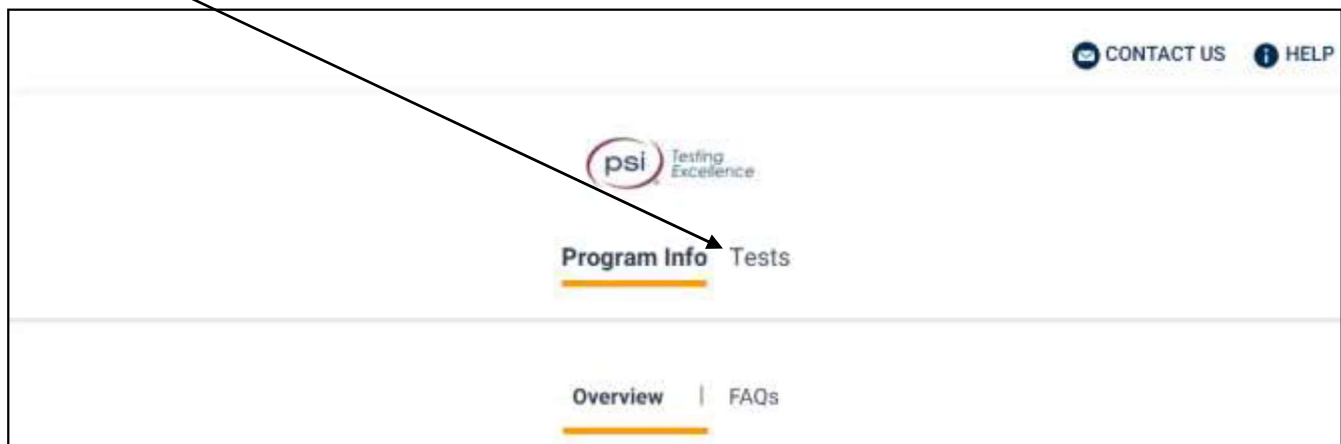 CONTACT US HELP
psi Testing
Excellence
Program Info Tests
Overview | FAQs